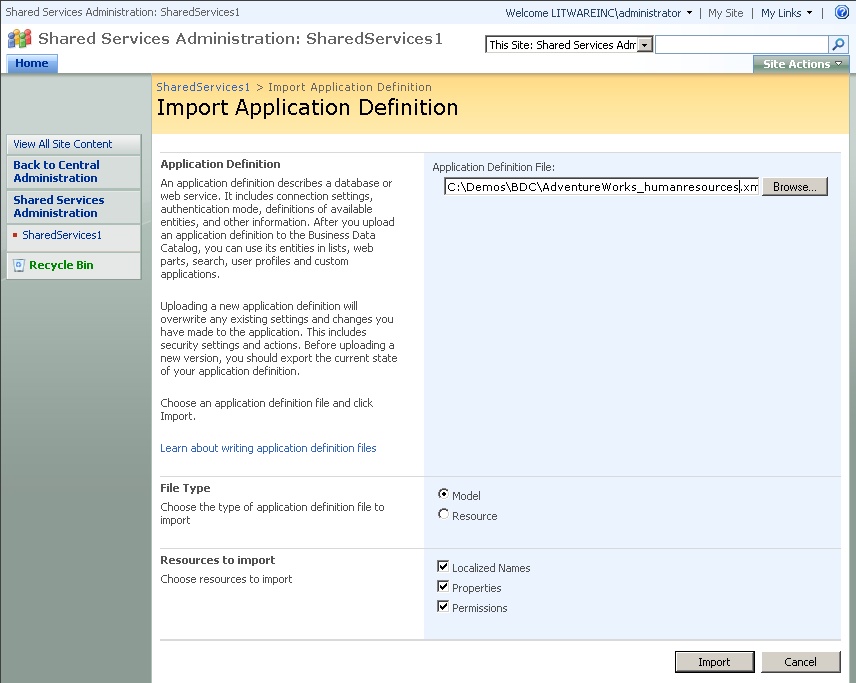 Shared Services Administration: SharedServices1
Welcome LITWAREINC\administrator | My Site | My Links |
Shared Services Administration: SharedServices1
This Site: Shared Services Adm
Home
Site Actions
SharedServices1 > Import Application Definition
Import Application Definition
View All Site Content
Back to Central
Administration
Shared Services
Administration
SharedServices1
Recycle Bin
Application Definition
An application definition describes a database or
web service. It includes connection settings,
authentication mode, definitions of available
entities, and other information. After you upload
an application definition to the Business Data
Catalog, you can use its entities in lists, web
parts, search, user profiles and custom
applications.
Uploading a new application definition will
overwrite any existing settings and changes you
have made to the application. This includes
security settings and actions. Before uploading a
new version, you should export the current state
of your application definition.
Choose an application definition file and click
Import.
Learn about writing application definition files
Application Definition File:
C:\Demos\BDC\AdventureWorks_humanresources.xm
Browse...
File Type
Choose the type of application definition file to
import
Model
Resource
Resources to import
Choose resources to import
Localized Names
Properties
Permissions
Import
Cancel